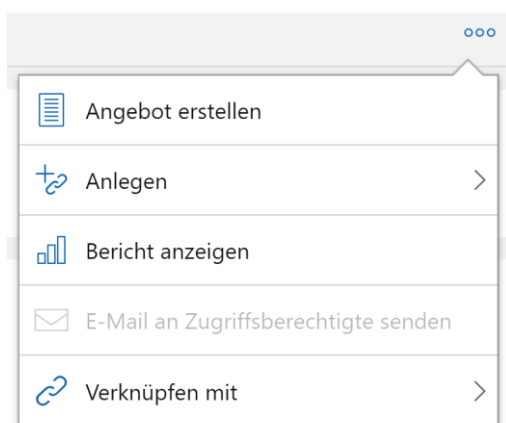 Angebot erstellen
Anlegen
Bericht anzeigen
E-Mail an Zugriffsberechtigte senden
Verknüpfen mit